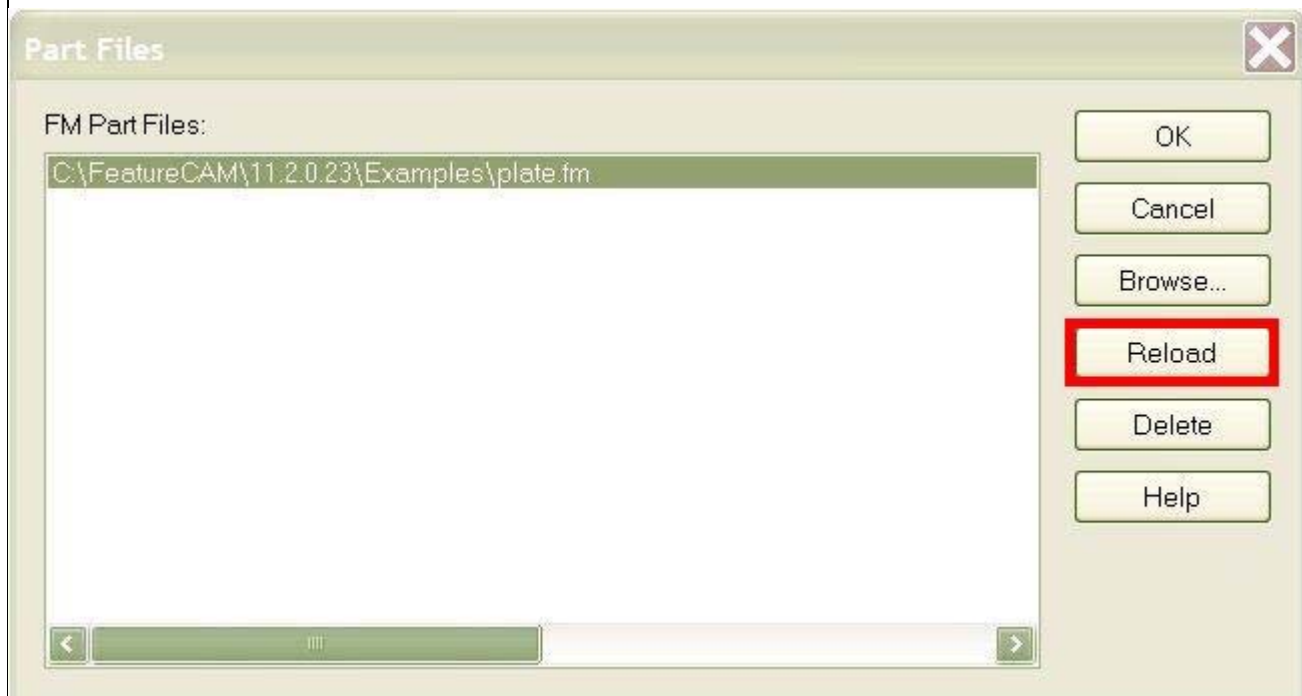 Part Files
FM Part Files:
C:\FeatureCAM\11.2.0.23\Examples\plate.fm
OK
Cancel
Browse...
Reload
Delete
Help